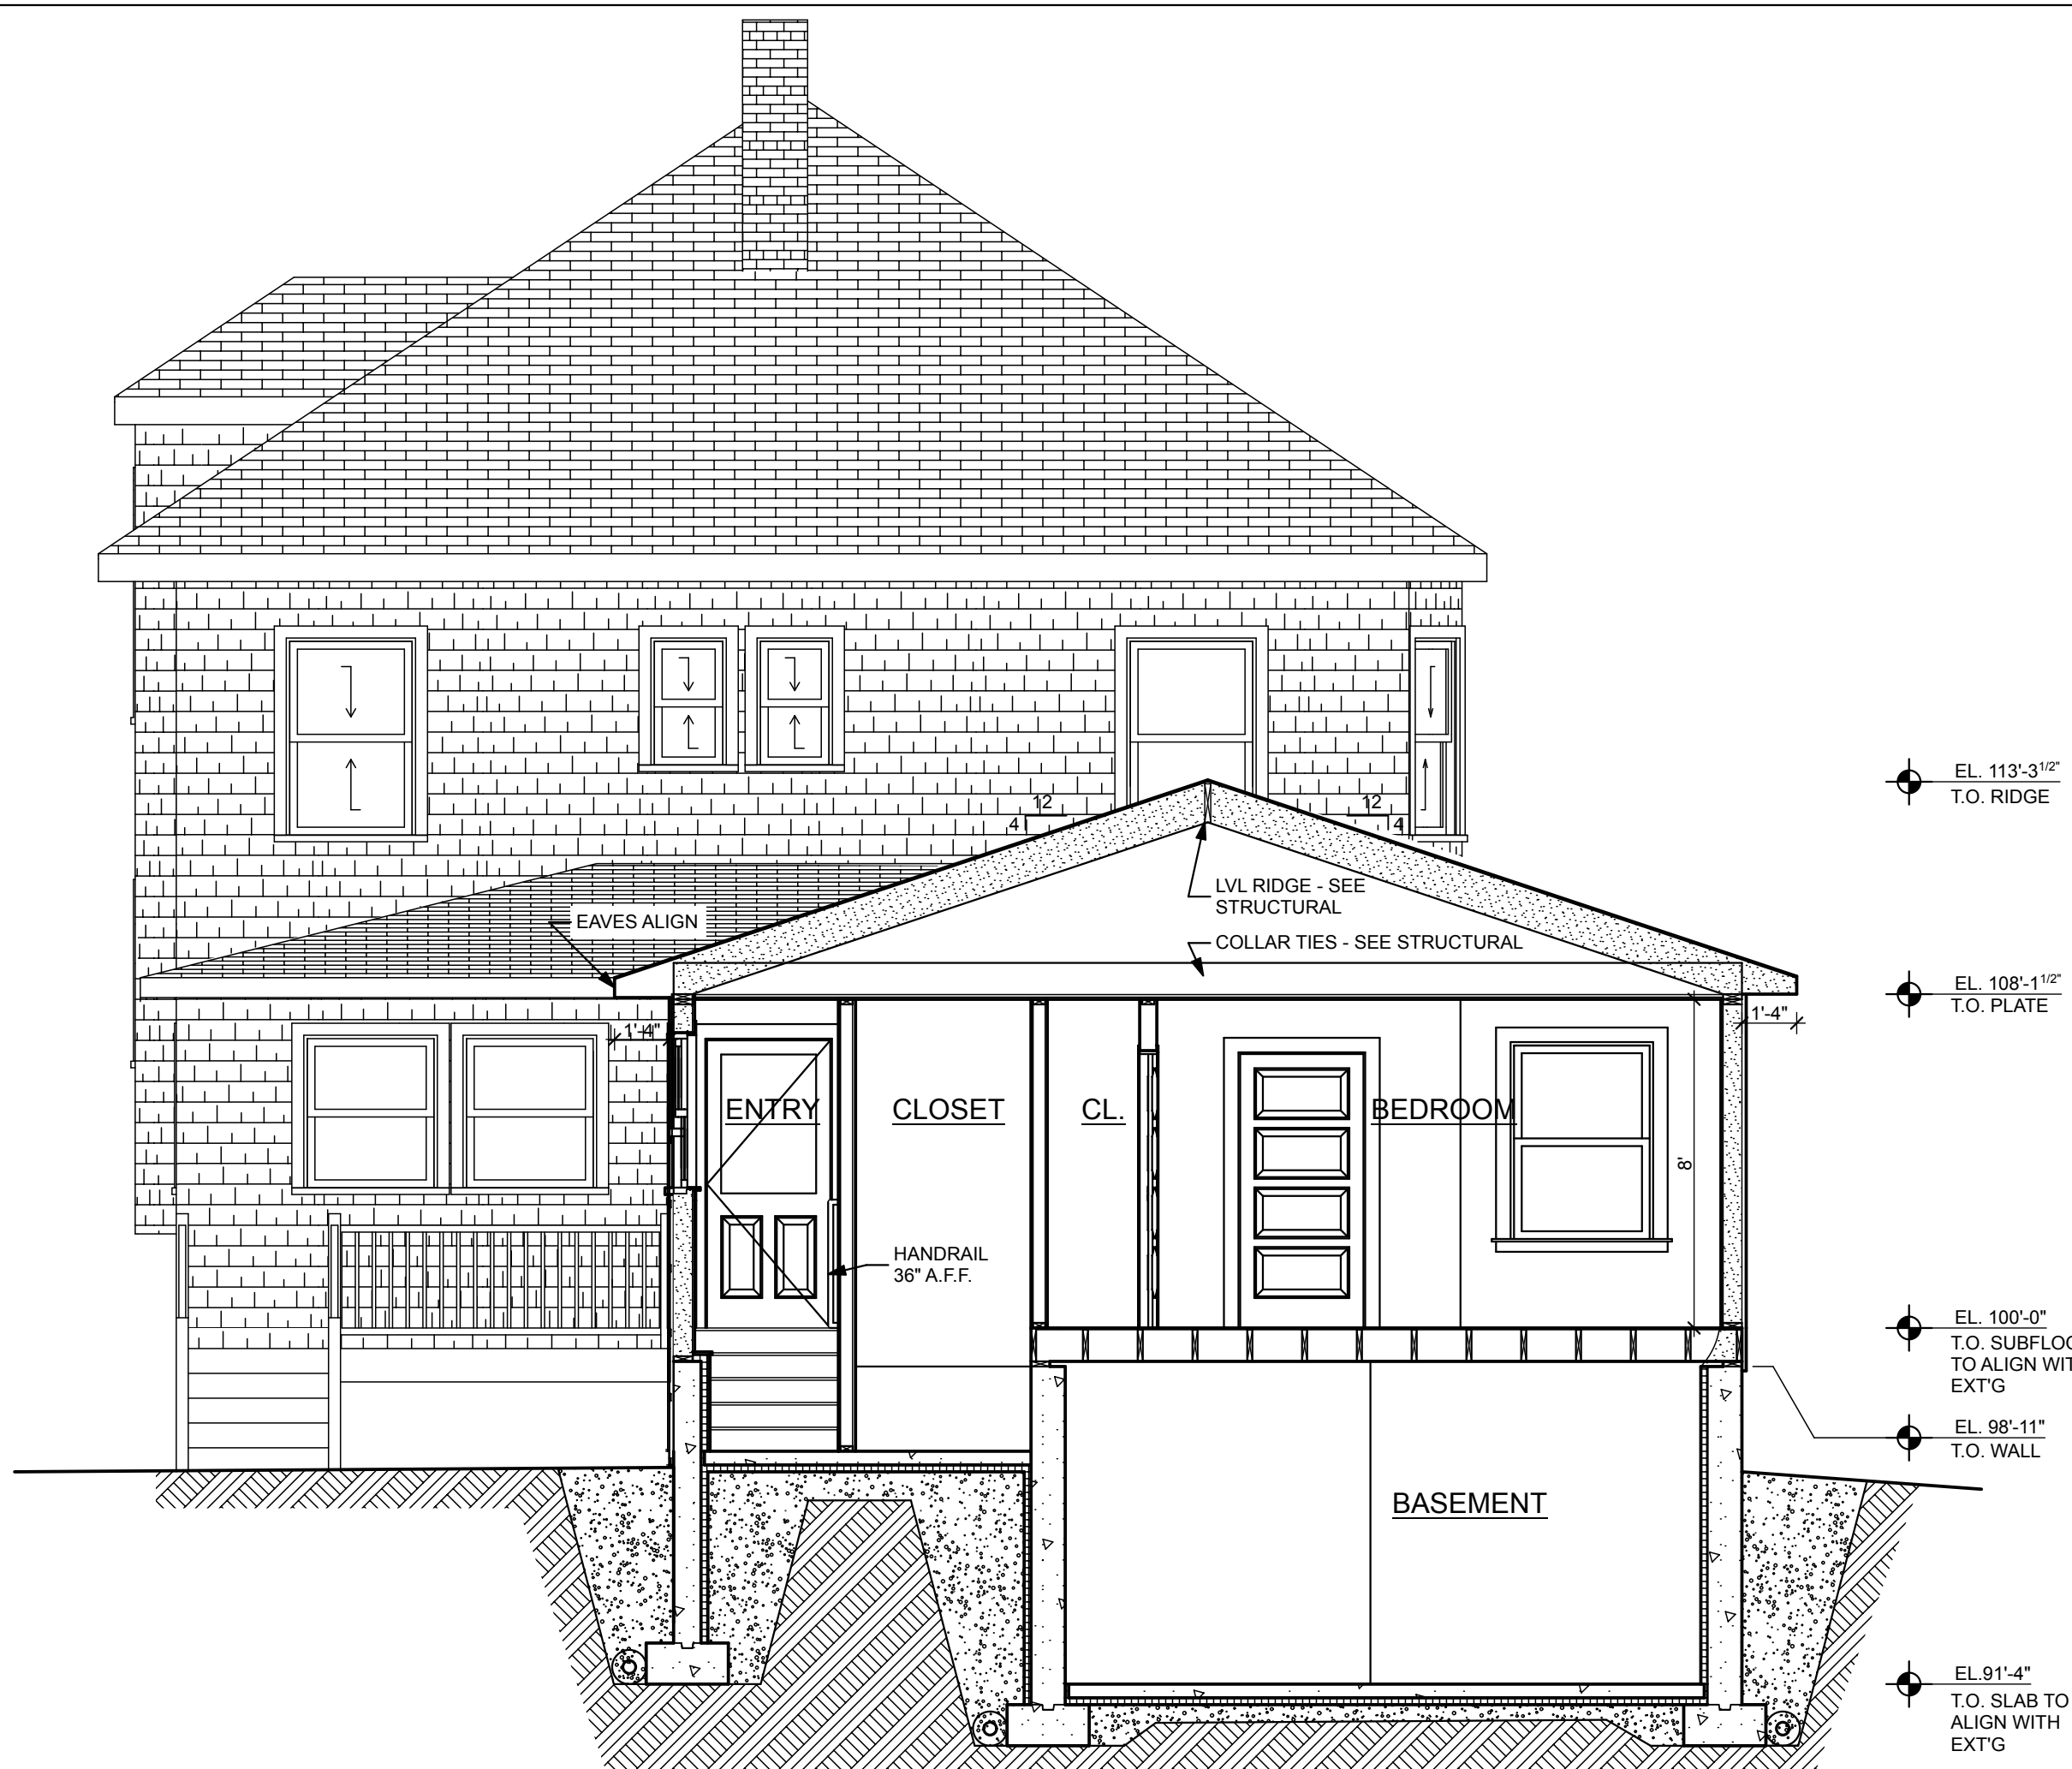 EL. 113'-3 1/2"
T.O. RIDGE
12
4
12
4
LVL RIDGE - SEE
STRUCTURAL
EAVES ALIGN
COLLAR TIES - SEE STRUCTURAL
EL. 108'-1 1/2"
T.O. PLATE
1'-4"
1'-4"
ENTRY
CLOSET
CL.
BEDROOM
8'
HANDRAIL
36" A.F.F.
EL. 100'-0"
T.O. SUBFLOO
TO ALIGN WIT
EXT'G
EL. 98'-11"
T.O. WALL
BASEMENT
EL.91'-4"
T.O. SLAB TO
ALIGN WITH
EXT'G